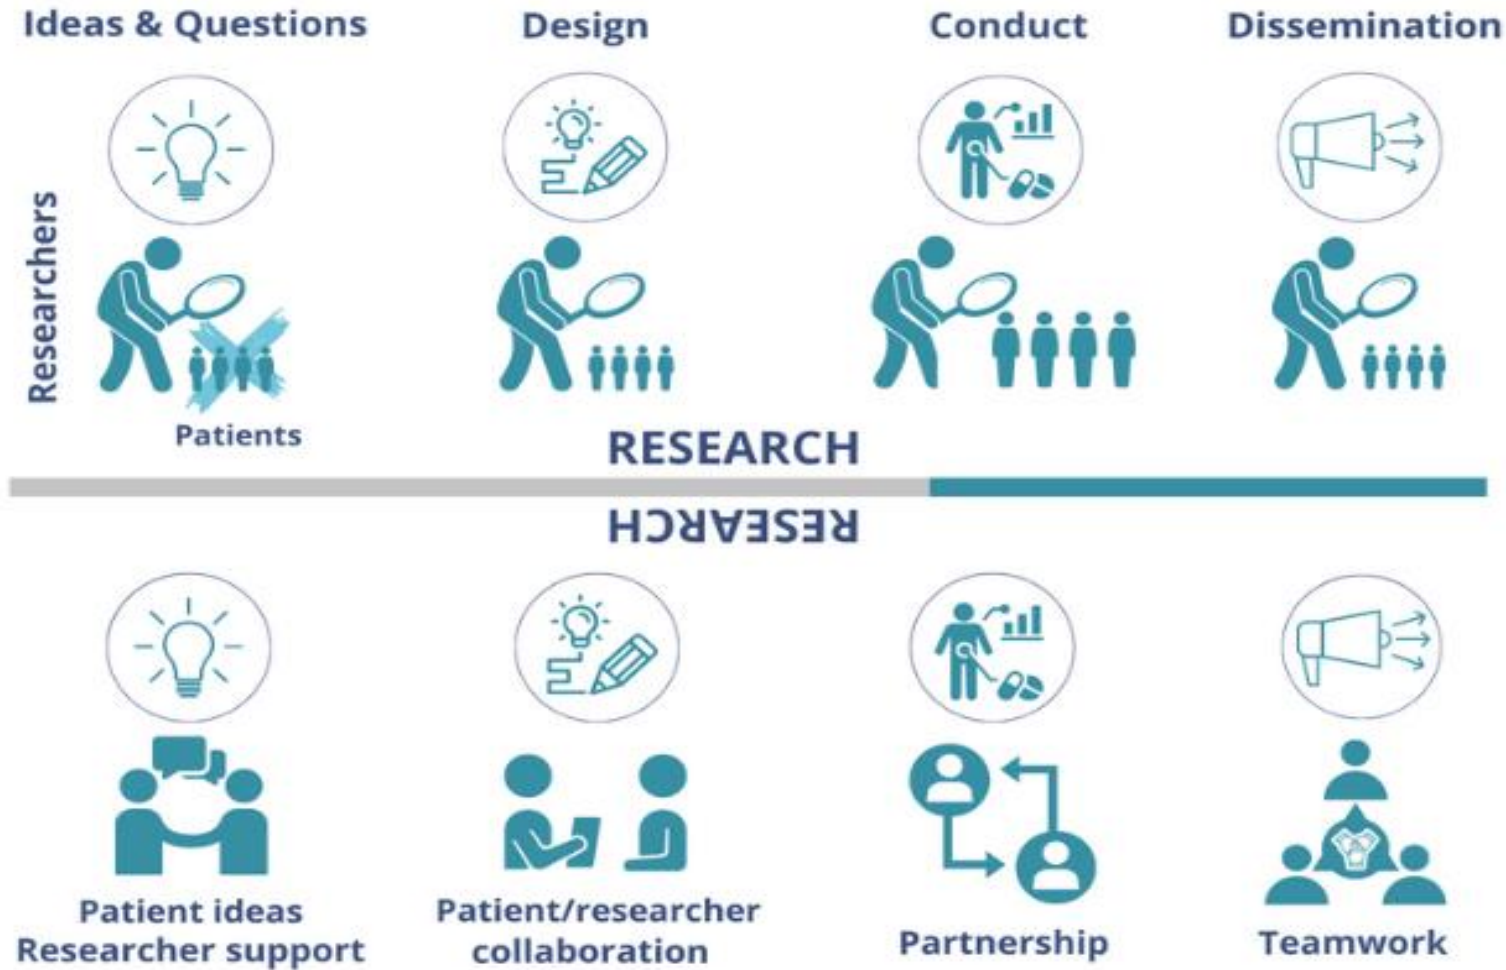 Ideas & Questions
Design
Conduct
Dissemination
Researchers
Patients
RESEARCH
RESEARCH
Patient ideas
Researcher support
Patient/researcher
collaboration
Partnership
Teamwork